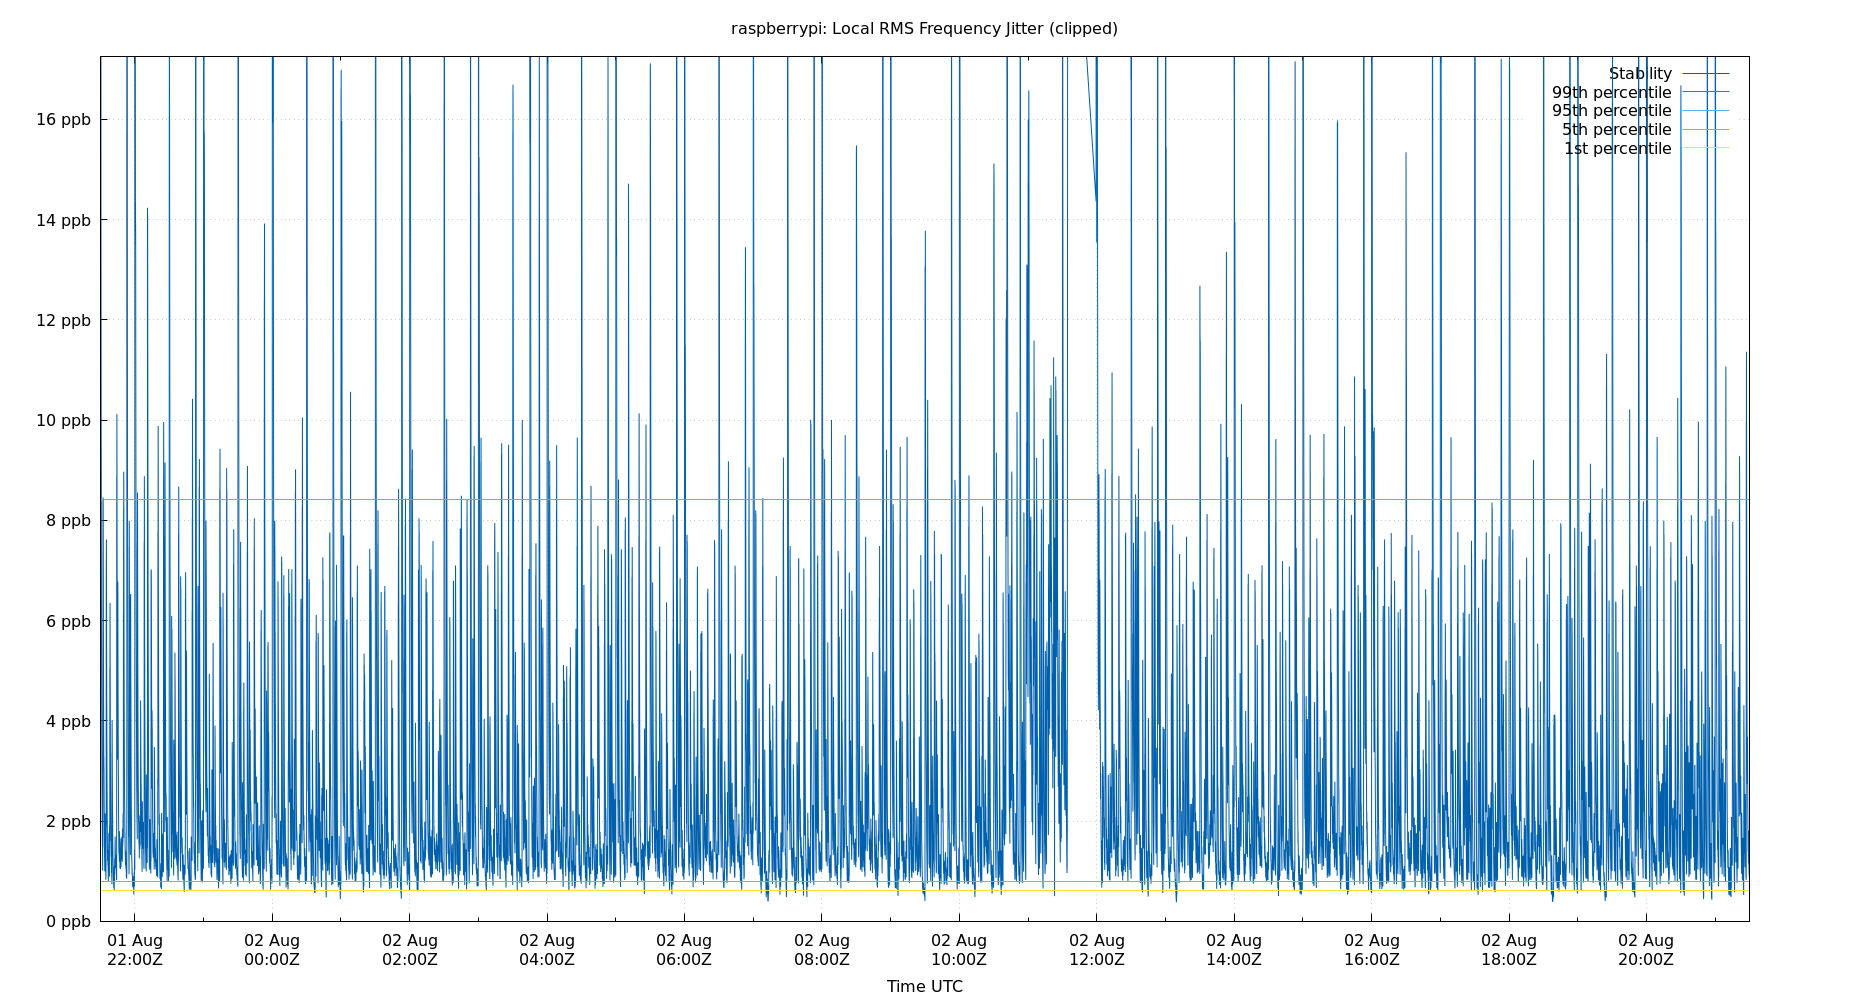 raspberrypi: Local RMS Frequency Jitter (clipped)
Stability
99th percentile
95th percentile
5th percentile
1st percentile
16 ppb
14 ppb
12 ppb
10 ppb
8 ppb
6 ppb
4 ppb
2 ppb
0 ppb
01 Aug 02 Aug 02 Aug 02 Aug 02 Aug 02 Aug 02 Aug 02 Aug 02 Aug 02 Aug 02 Aug 02 Aug
22:00Z 00:00Z 02:00Z 04:00Z 06:00Z 08:00Z 10:00Z 12:00Z 14:00Z 16:00Z 18:00Z 20:00Z
Time UTC